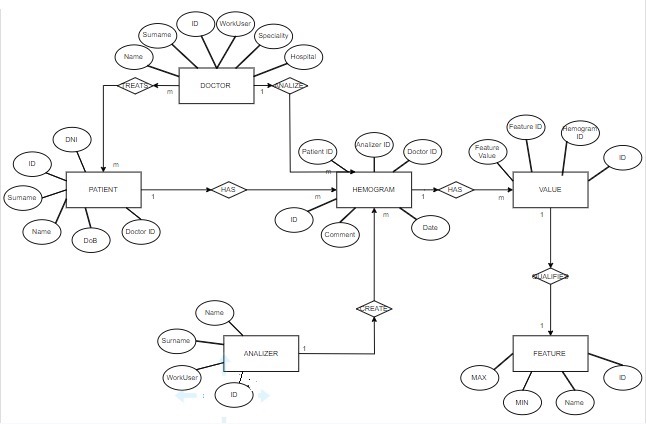 ID
WorkUser
Surname
Speciality
Name
Hospital
DOCTOR
TREATS
m
1
ANALIZE
DNI
ID
Surname
Name
DoB
Doctor ID
PATIENT
m
1
HAS
m
Patient ID
Analizer ID
Doctor ID
m
HEMOGRAM
ID
Comment
Date
m
1
HAS
m
Feature
Value
Feature ID
Hemogram
ID
ID
VALUE
1
QUALIFIES
1
CREATE
Name
Surname
WorkUser
ID
ANALIZER
1
FEATURE
MAX
MIN
Name
ID